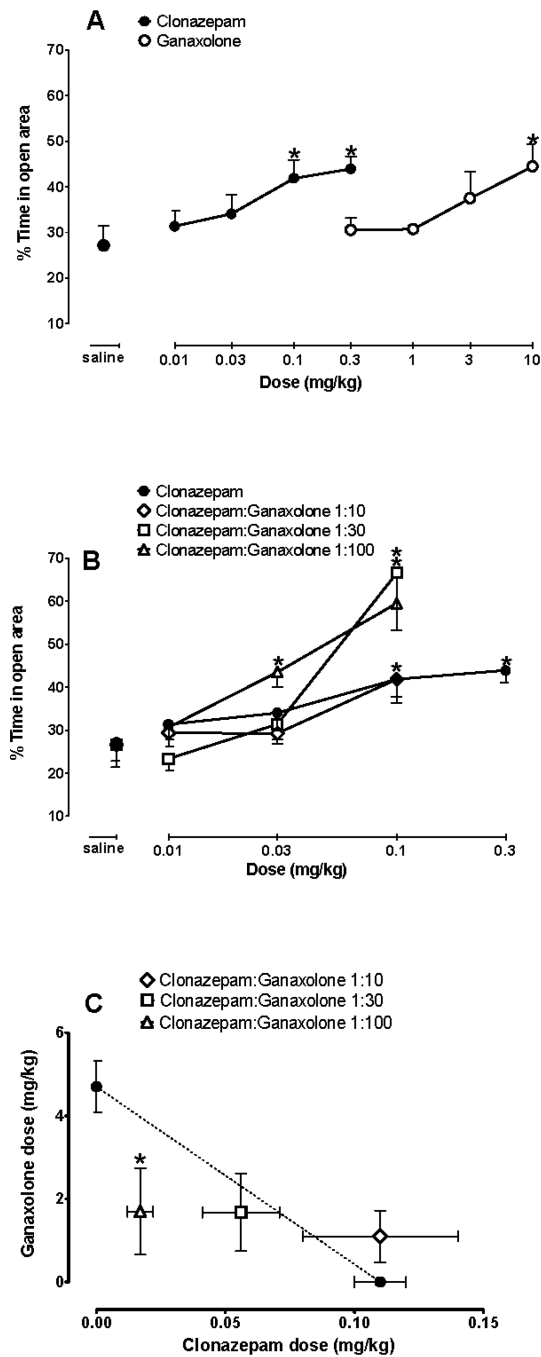 A
Clonazepam
Ganaxolone
70
60
50
40
30
20
10
% Time in open area
* * *
saline
0.01 0.03 0.1 0.3 1 3 10
Dose (mg/kg)
B
Clonazepam
Clonazepam:Ganaxolone 1:10
Clonazepam:Ganaxolone 1:30
Clonazepam:Ganaxolone 1:100
70
60
50
40
30
20
10
% Time in open area
*
*
*
* *
saline
0.01 0.03 0.1 0.3
Dose (mg/kg)
C
Clonazepam:Ganaxolone 1:10
Clonazepam:Ganaxolone 1:30
Clonazepam:Ganaxolone 1:100
6
4
2
0
Ganaxolone dose (mg/kg)
*
0.00 0.05 0.10 0.15
Clonazepam dose (mg/kg)